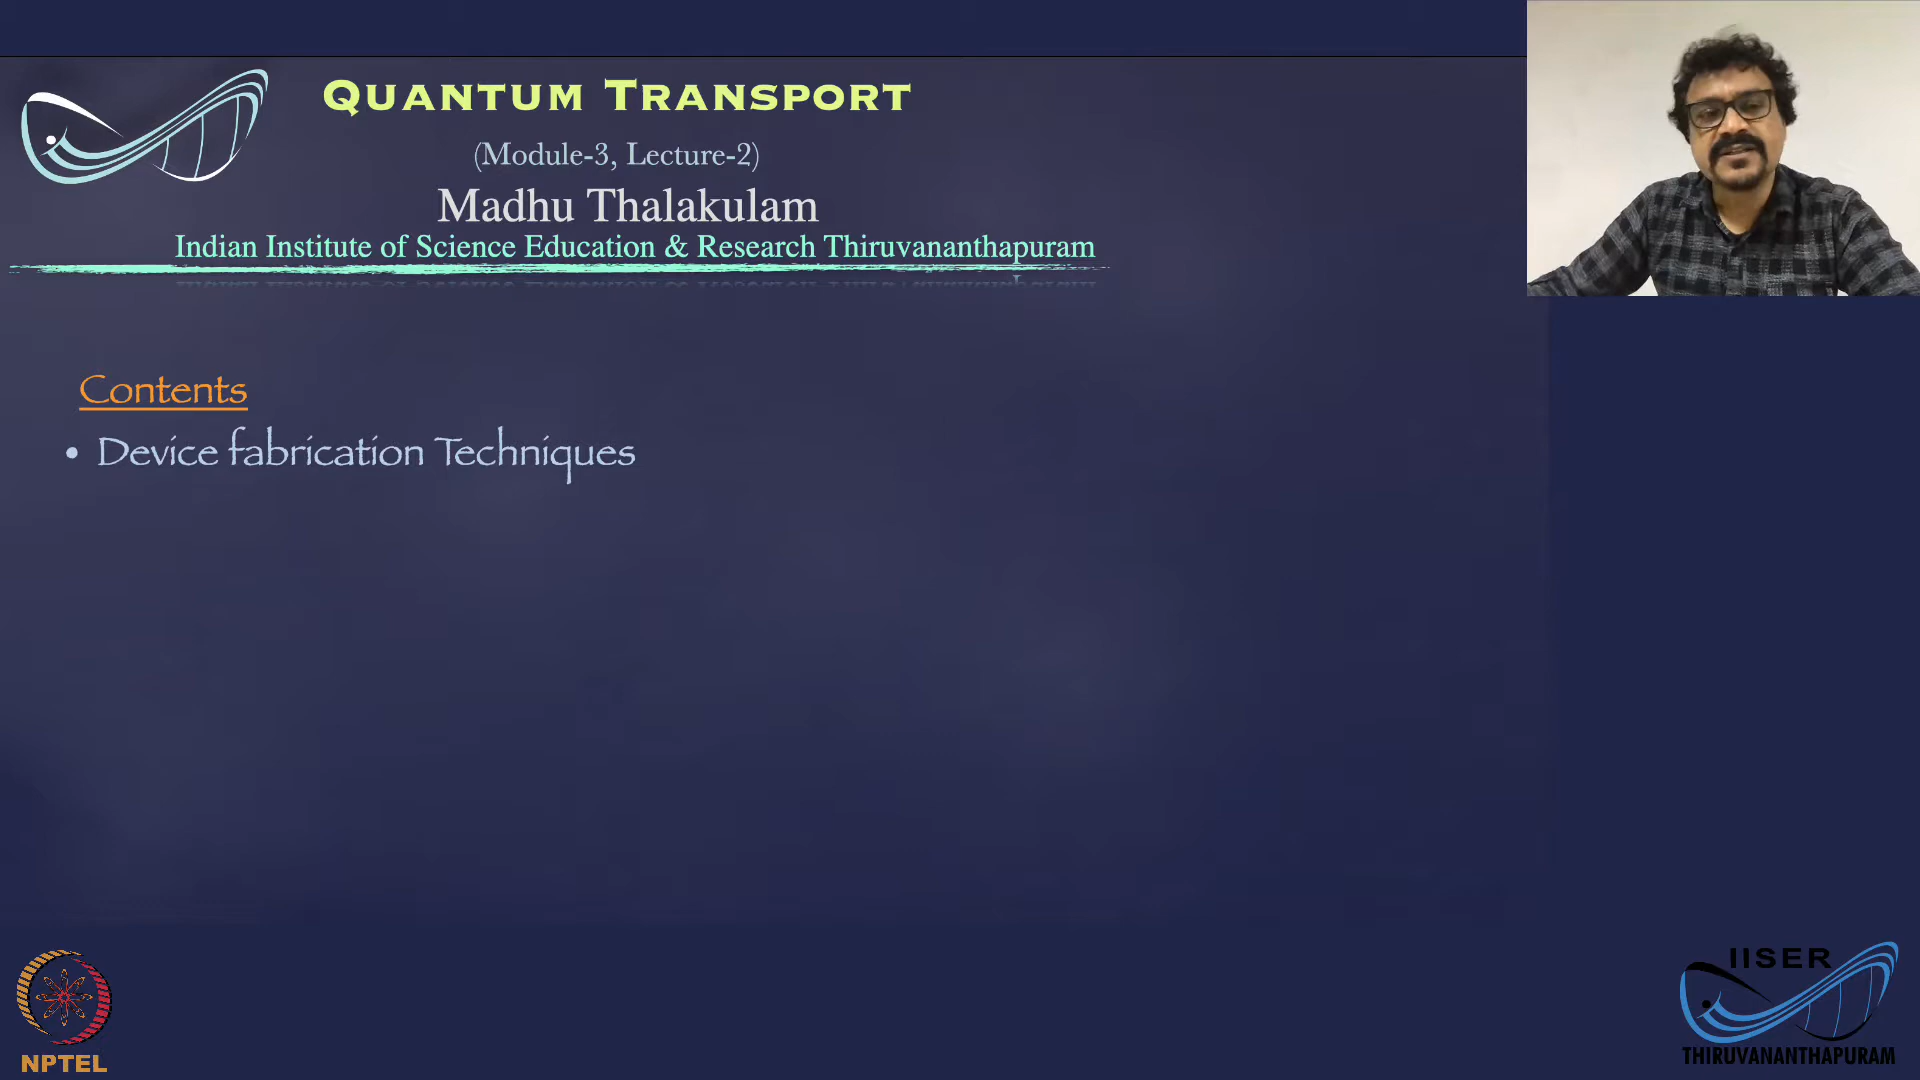 QUANTUM TRANSPORT
(Module-3, Lecture-2)
Madhu Thalakulam
Indian Institute of Science Education & Research Thiruvananthapuram
Contents
• Device fabrication Techniques
NPTEL
IISER
THIRUVANANTHAPURAM